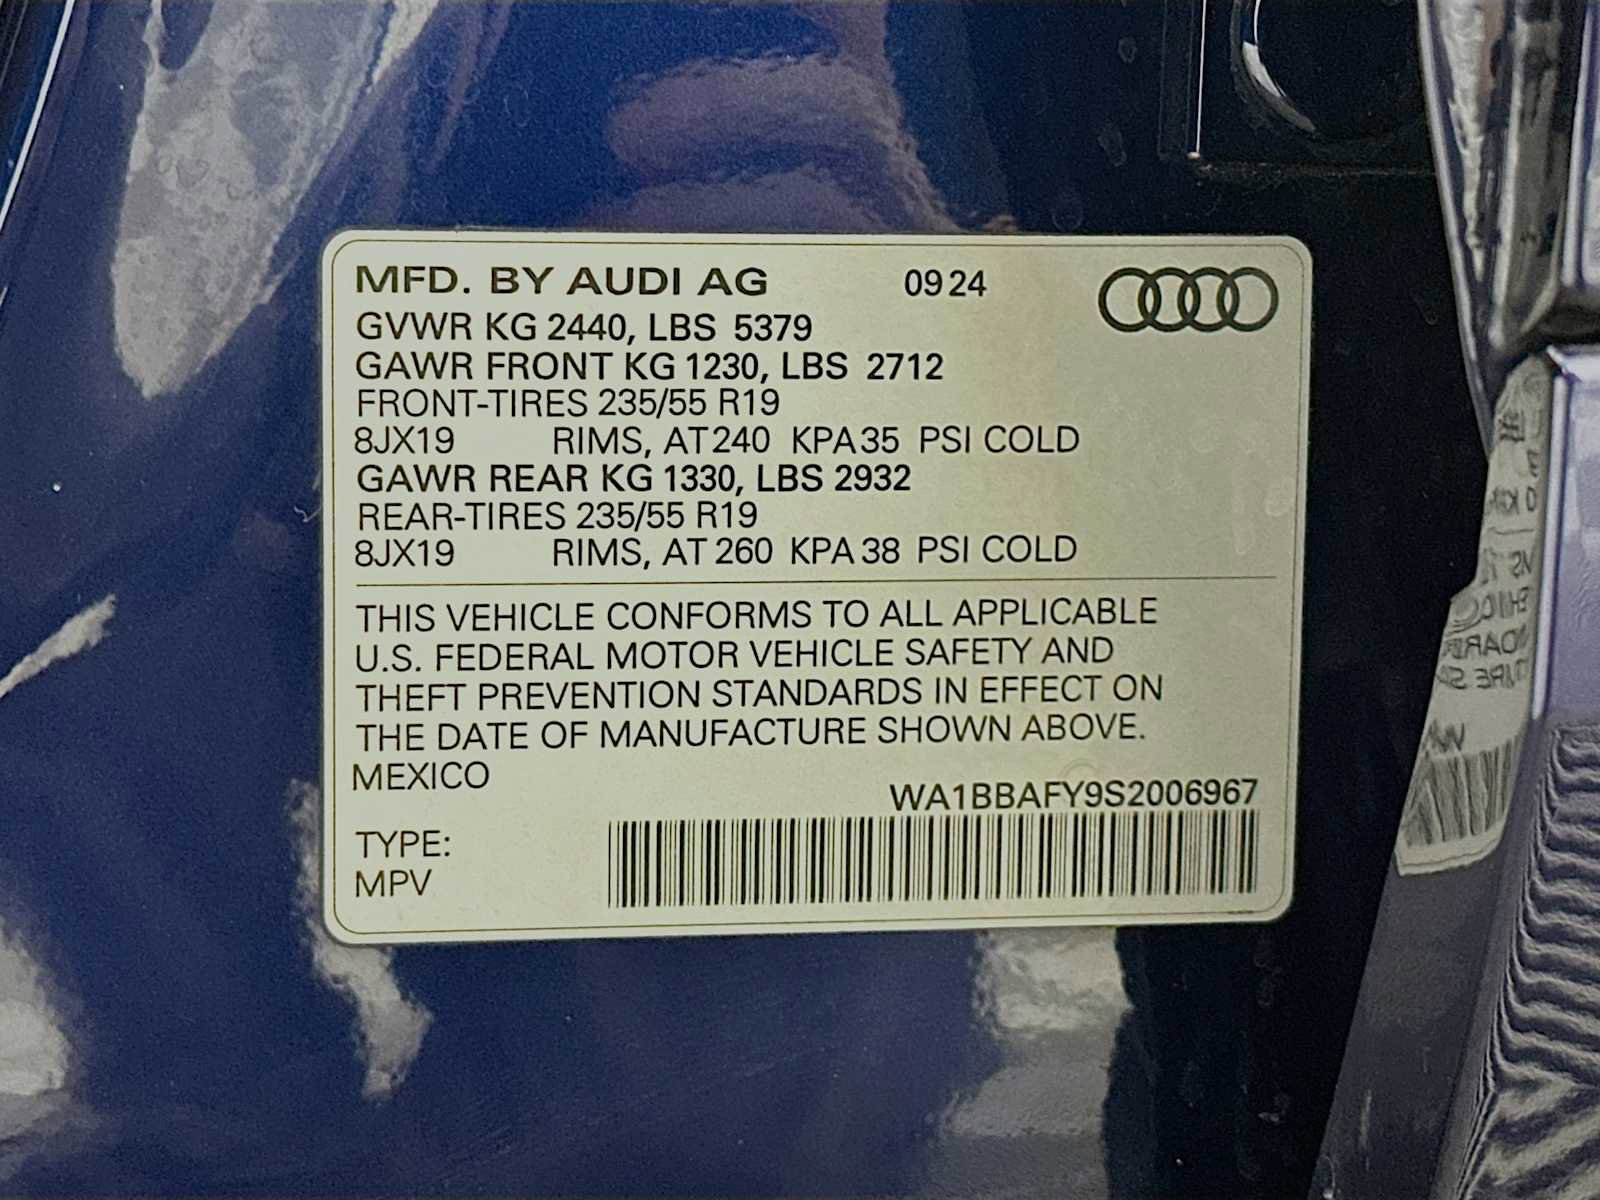 MFD. BY AUDI AG 09 24
GVWR KG 2440, LBS 5379
GAWR FRONT KG 1230, LBS 2712
FRONT-TIRES 235/55 R19
8JX19 RIMS, AT 240 KPA 35 PSI COLD
GAWR REAR KG 1330, LBS 2932
REAR-TIRES 235/55 R19
8JX19 RIMS, AT 260 KPA 38 PSI COLD
THIS VEHICLE CONFORMS TO ALL APPLICABLE
U.S. FEDERAL MOTOR VEHICLE SAFETY AND
THEFT PREVENTION STANDARDS IN EFFECT ON
THE DATE OF MANUFACTURE SHOWN ABOVE.
MEXICO
WA1BBAFY9S2006967
TYPE:
MPV